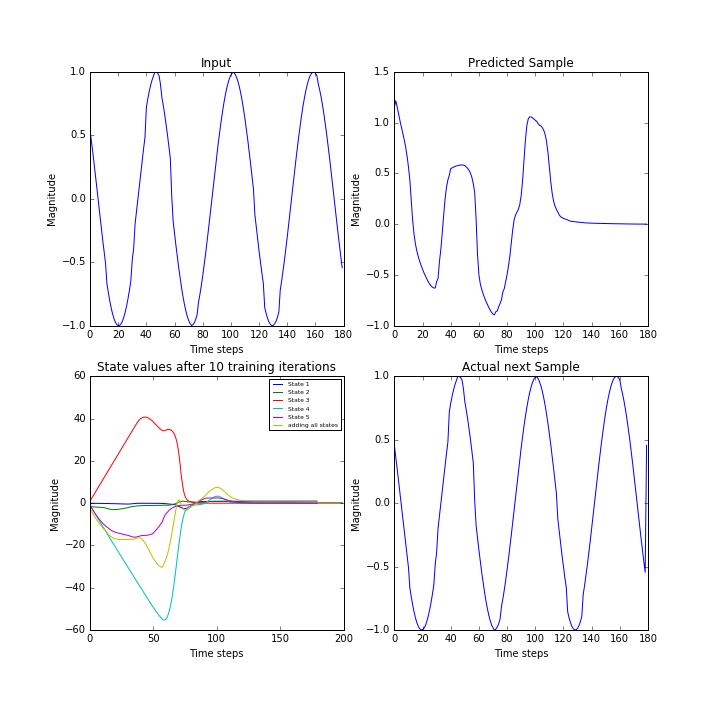 Input
1.0
0.5
0.0
−0.5
−1.0
Magnitude
0 20 40 60 80 100 120 140 160 180
Time steps
Predicted Sample
1.5
1.0
0.5
0.0
−0.5
−1.0
Magnitude
0 20 40 60 80 100 120 140 160 180
Time steps
State values after 10 training iterations
60
40
20
0
−20
−40
−60
Magnitude
State 1
State 2
State 3
State 4
State 5
adding all states
0 50 100 150 200
Time steps
Actual next Sample
1.0
0.5
0.0
−0.5
−1.0
Magnitude
0 20 40 60 80 100 120 140 160 180
Time steps